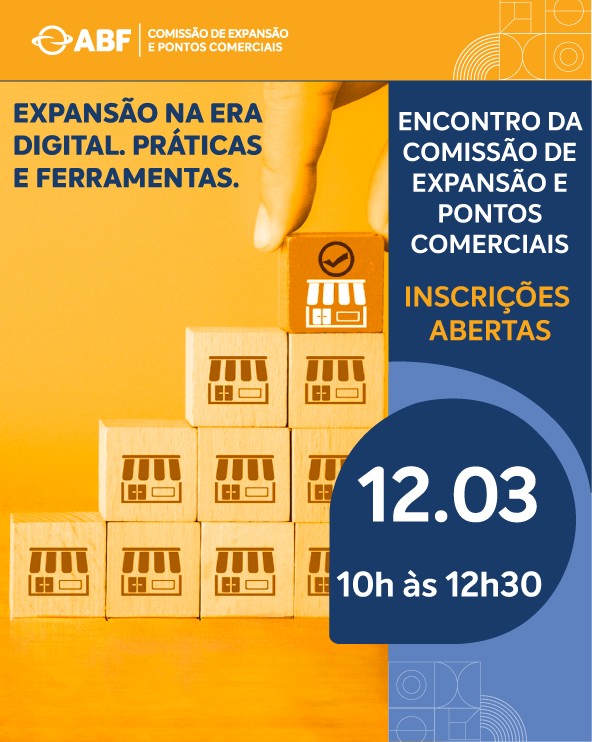 ABF
COMISSÃO DE EXPANSÃO
E PONTOS COMERCIAIS
EXPANSÃO NA ERA
DIGITAL. PRÁTICAS
E FERRAMENTAS.
ENCONTRO DA
COMISSÃO DE
EXPANSÃO E
PONTOS
COMERCIAIS
INSCRIÇÕES
ABERTAS
12.03
10h às 12h30